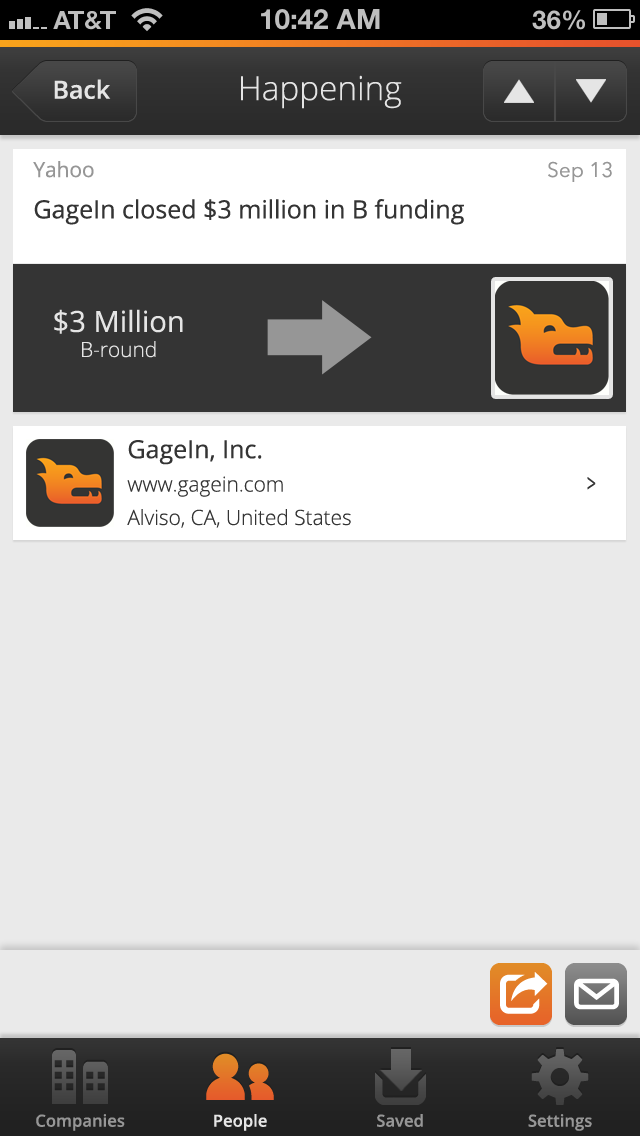 AT&T 10:42 AM 36%
Back Happening
Yahoo Sep 13
GageIn closed $3 million in B funding
$3 Million
B-round
GageIn, Inc.
www.gagein.com
>
Alviso, CA, United States
Companies People Saved Settings